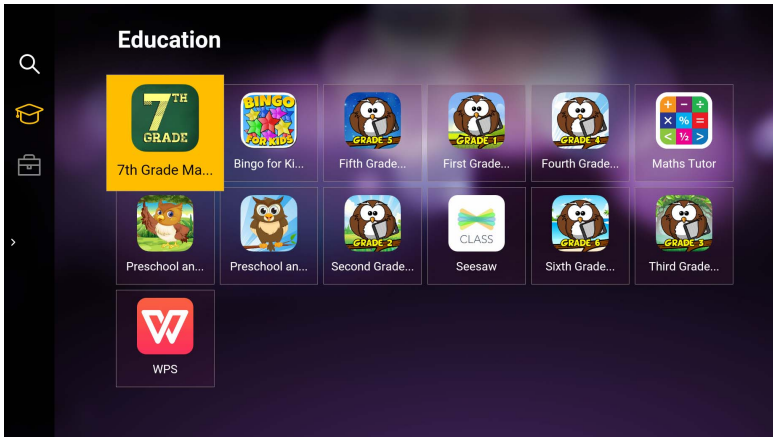 Education
7TH
GRADE
7th Grade Ma...
BINGO
FOR KIDS
Bingo for Ki...
GRADE 5
Fifth Grade...
GRADE 1
First Grade...
GRADE 4
Fourth Grade...
+ - ÷
× % =
< ½ >
Maths Tutor
Preschool an...
Preschool an...
GRADE 2
Second Grade...
CLASS
Seesaw
GRADE 6
Sixth Grade...
GRADE 3
Third Grade...
W
WPS